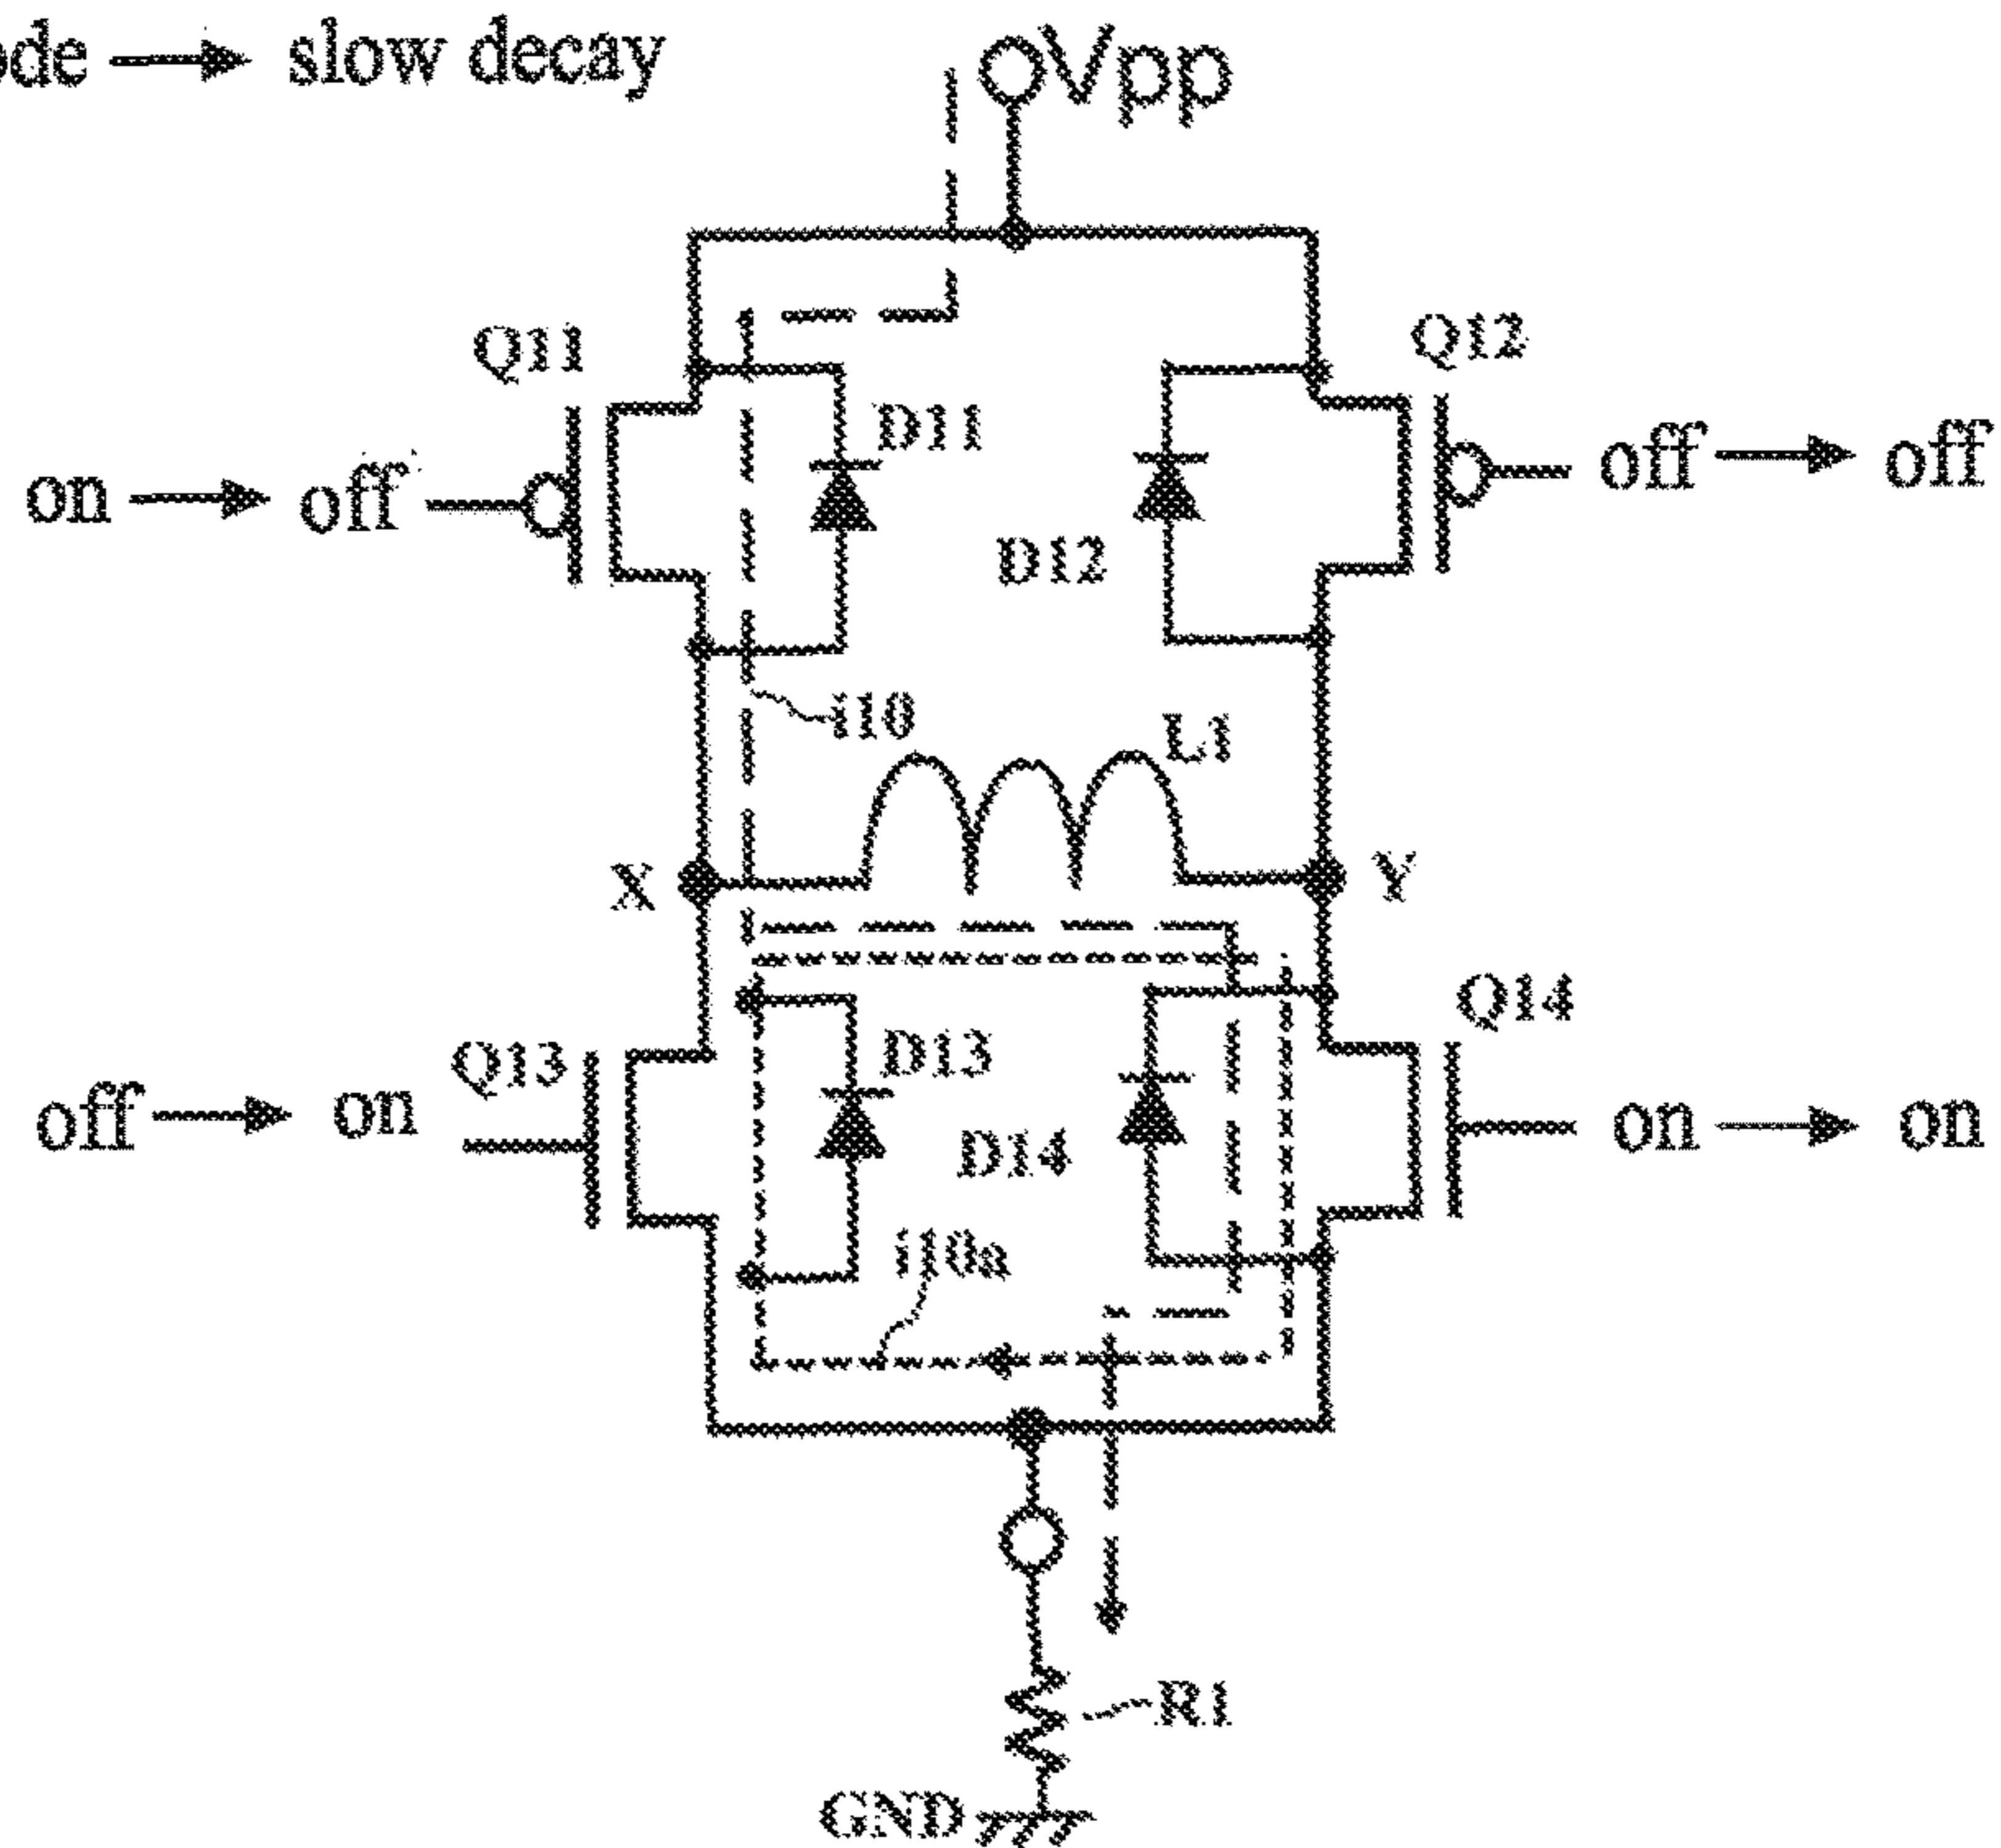 slow decay
Vpp
Q11
Q12
D11
on
off
off
off
D12
i10
L1
X
Y
Q14
Q13
D13
off
on
D14
on
on
i10a
R1
GND